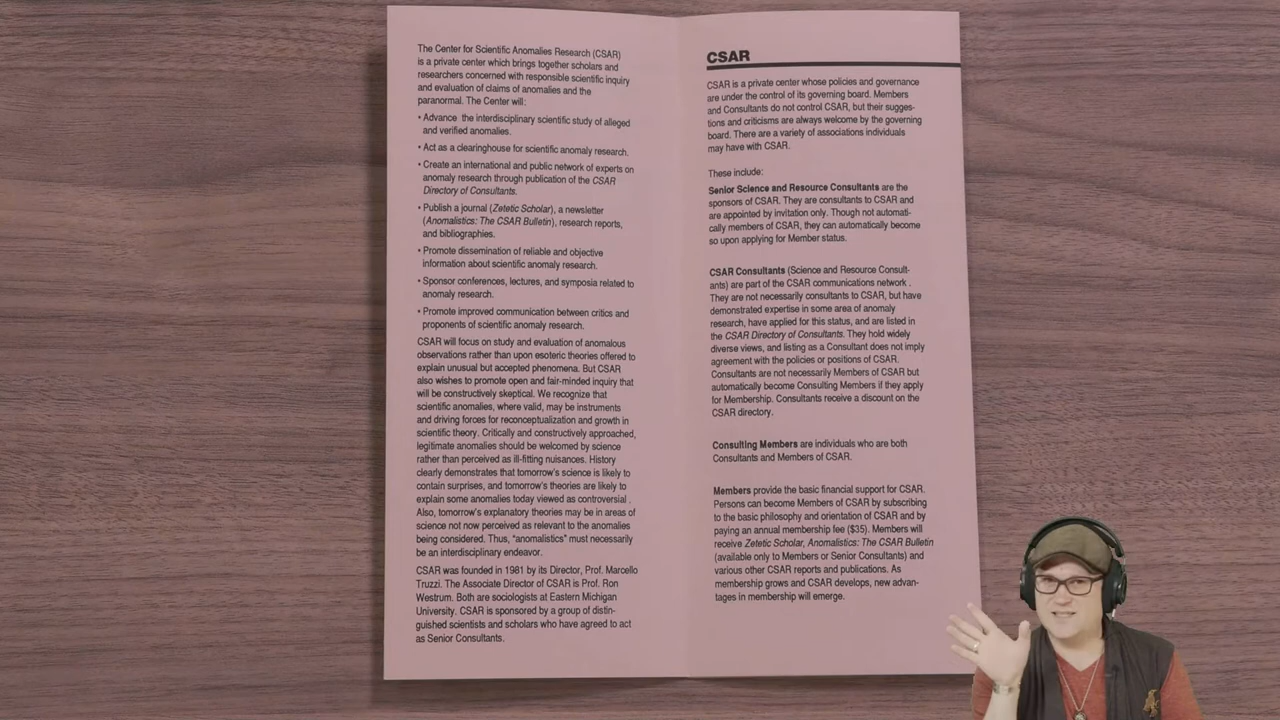 The Center for Scientific Anomalies Research (CSAR)
is a private center which brings together scholars and
researchers concerned with responsible scientific inquiry
and evaluation of claims of anomalies and the
paranormal. The Center will:
• Advance the interdisciplinary scientific study of alleged
and verified anomalies.
• Act as a clearinghouse for scientific anomaly research.
• Create an international and public network of experts on
anomaly research through publication of the CSAR
Directory of Consultants.
• Publish a journal (Zetetic Scholar), a newsletter
(Anomalistics: The CSAR Bulletin), research reports,
and bibliographies.
• Promote dissemination of reliable and objective
information about scientific anomaly research.
• Sponsor conferences, lectures, and symposia related to
anomaly research.
• Promote improved communication between critics and
proponents of scientific anomaly research.
CSAR will focus on study and evaluation of anomalous
observations rather than upon esoteric theories offered to
explain unusual but accepted phenomena. But CSAR
also wishes to promote open and fair-minded inquiry that
will be constructively skeptical. We recognize that
scientific anomalies, where valid, may be instruments
and driving forces for reconceptualization and growth in
scientific theory. Critically and constructively approached,
legitimate anomalies should be welcomed by science
rather than perceived as ill-fitting nuisances. History
clearly demonstrates that tomorrow's science is likely to
contain surprises, and tomorrow's theories are likely to
explain some anomalies today viewed as controversial .
Also, tomorrow's explanatory theories may be in areas of
science not now perceived as relevant to the anomalies
being considered. Thus, "anomalistics" must necessarily
be an interdisciplinary endeavor.
CSAR was founded in 1981 by its Director, Prof. Marcello
Truzzi. The Associate Director of CSAR is Prof. Ron
Westrum. Both are sociologists at Eastern Michigan
University. CSAR is sponsored by a group of distin-
guished scientists and scholars who have agreed to act
as Senior Consultants.
CSAR
CSAR is a private center whose policies and governance
are under the control of its governing board. Members
and Consultants do not control CSAR, but their sugges-
tions and criticisms are always welcome by the governing
board. There are a variety of associations individuals
may have with CSAR.
These include:
Senior Science and Resource Consultants are the
sponsors of CSAR. They are consultants to CSAR and
are appointed by invitation only. Though not automati-
cally members of CSAR, they can automatically become
so upon applying for Member status.
CSAR Consultants (Science and Resource Consult-
ants) are part of the CSAR communications network .
They are not necessarily consultants to CSAR, but have
demonstrated expertise in some area of anomaly
research, have applied for this status, and are listed in
the CSAR Directory of Consultants. They hold widely
diverse views, and listing as a Consultant does not imply
agreement with the policies or positions of CSAR.
Consultants are not necessarily Members of CSAR but
automatically become Consulting Members if they apply
for Membership. Consultants receive a discount on the
CSAR directory.
Consulting Members are individuals who are both
Consultants and Members of CSAR.
Members provide the basic financial support for CSAR.
Persons can become Members of CSAR by subscribing
to the basic philosophy and orientation of CSAR and by
paying an annual membership fee ($35). Members will
receive Zetetic Scholar, Anomalistics: The CSAR Bulletin
(available only to Members or Senior Consultants) and
various other CSAR reports and publications. As
membership grows and CSAR develops, new advan-
tages in membership will emerge.